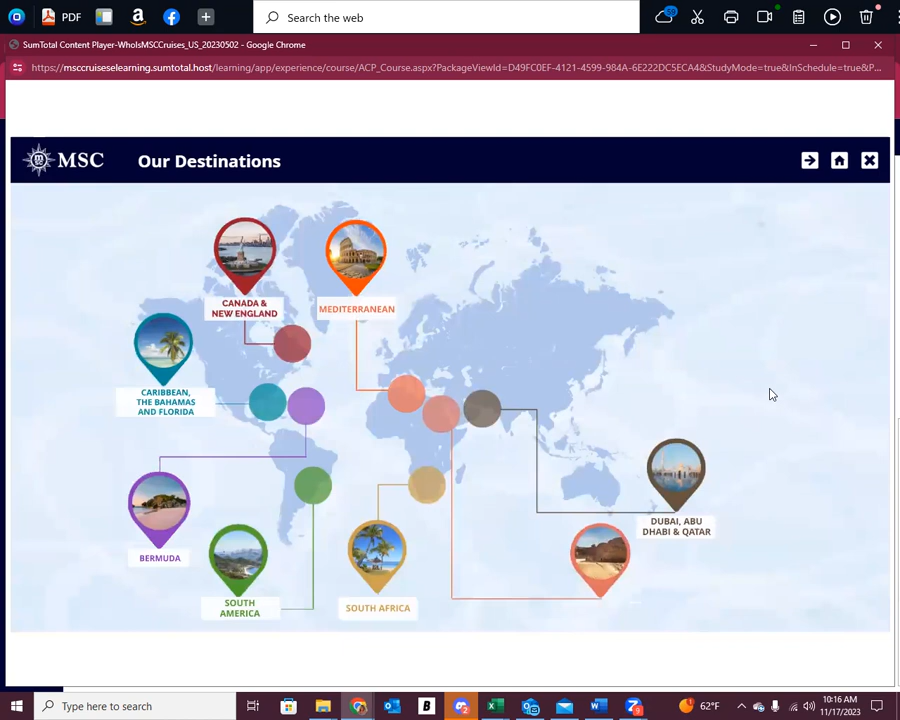 PDF
Search the web
SumTotal Content Player-WhoIsMSCCruises_US_20230502 - Google Chrome
https://msccruiseselearning.sumtotal.host/learning/app/experience/course/ACP_Course.aspx?PackageViewId=D49FC0EF-4121-4599-984A-6E222DC5ECA4&StudyMode=true&InSchedule=true&P...
MSC
Our Destinations
CANADA &
NEW ENGLAND
MEDITERRANEAN
CARIBBEAN,
THE BAHAMAS
AND FLORIDA
DUBAI, ABU
DHABI & QATAR
BERMUDA
SOUTH
AMERICA
SOUTH AFRICA
Type here to search
62°F
10:16 AM
11/17/2023